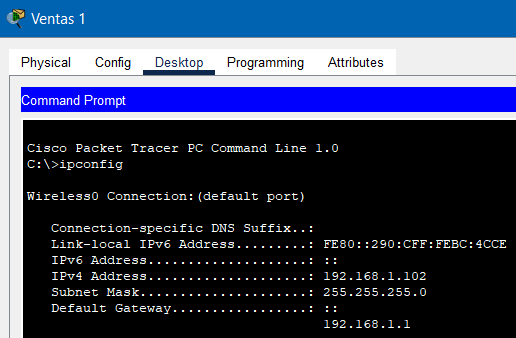 Ventas 1
Physical Config Desktop Programming Attributes
Command Prompt
Cisco Packet Tracer PC Command Line 1.0
C:\>ipconfig
Wireless0 Connection:(default port)
Connection-specific DNS Suffix..:
Link-local IPv6 Address.........: FE80::290:CFF:FEBC:4CCE
IPv6 Address....................: ::
IPv4 Address....................: 192.168.1.102
Subnet Mask.....................: 255.255.255.0
Default Gateway.................: ::
192.168.1.1